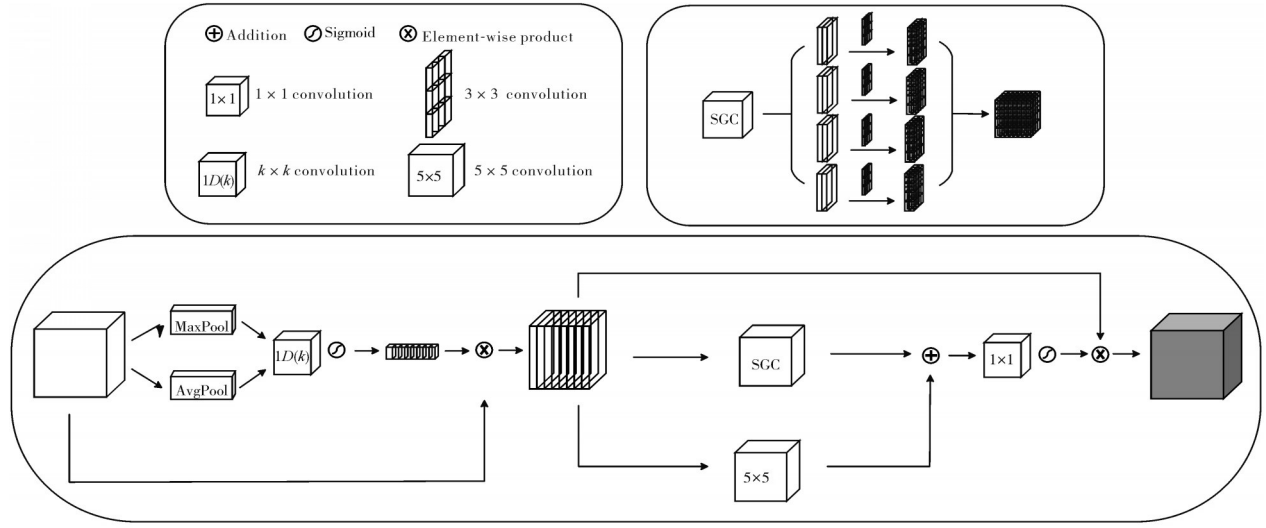 Addition
Sigmoid
Element-wise product
1×1
1 × 1 convolution
3 × 3 convolution
1D(k)
k × k convolution
5×5
5 × 5 convolution
SGC
MaxPool
AvgPool
1D(k)
SGC
5×5
1×1